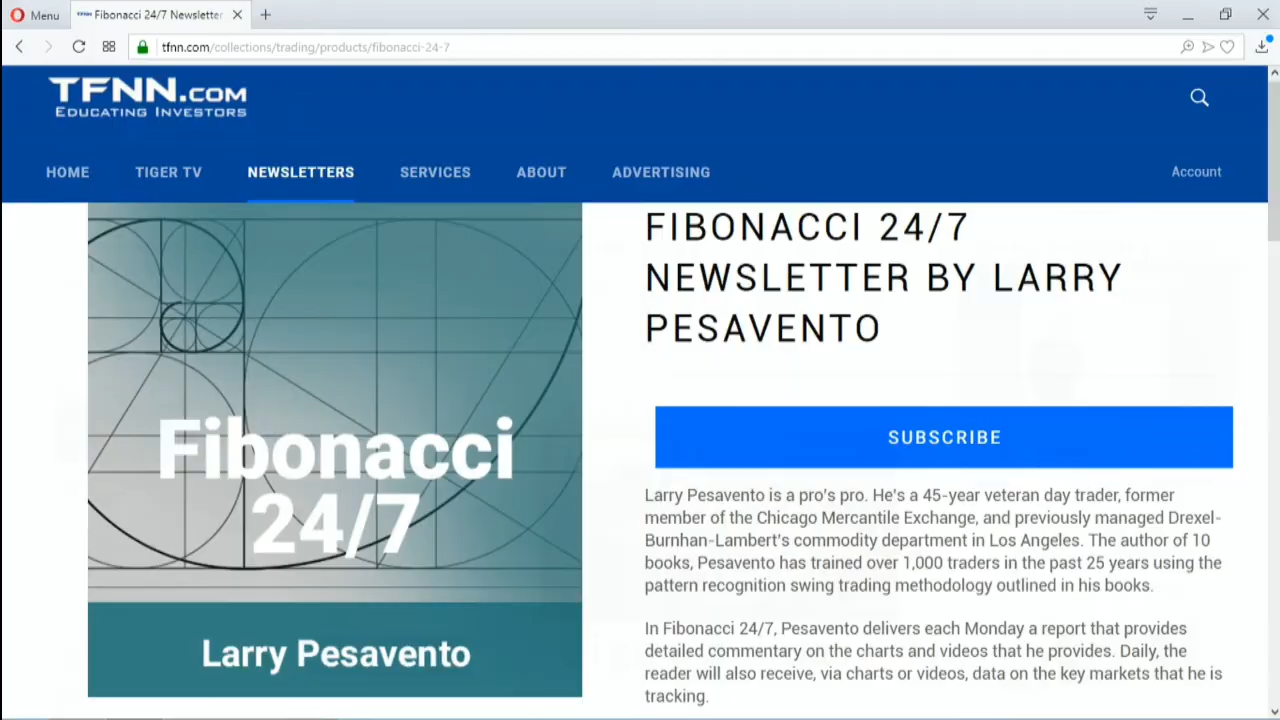 Menu
Fibonacci 24/7 Newsletter
tfnn.com/collections/trading/products/fibonacci-24-7
TFNN.COM
EDUCATING INVESTORS
HOME TIGER TV NEWSLETTERS SERVICES ABOUT ADVERTISING Account
FIBONACCI 24/7
NEWSLETTER BY LARRY
PESAVENTO
Fibonacci
24/7
Larry Pesavento
SUBSCRIBE
Larry Pesavento is a pro's pro. He's a 45-year veteran day trader, former
member of the Chicago Mercantile Exchange, and previously managed Drexel-
Burnhan-Lambert's commodity department in Los Angeles. The author of 10
books, Pesavento has trained over 1,000 traders in the past 25 years using the
pattern recognition swing trading methodology outlined in his books.
In Fibonacci 24/7, Pesavento delivers each Monday a report that provides
detailed commentary on the charts and videos that he provides. Daily, the
reader will also receive, via charts or videos, data on the key markets that he is
tracking.